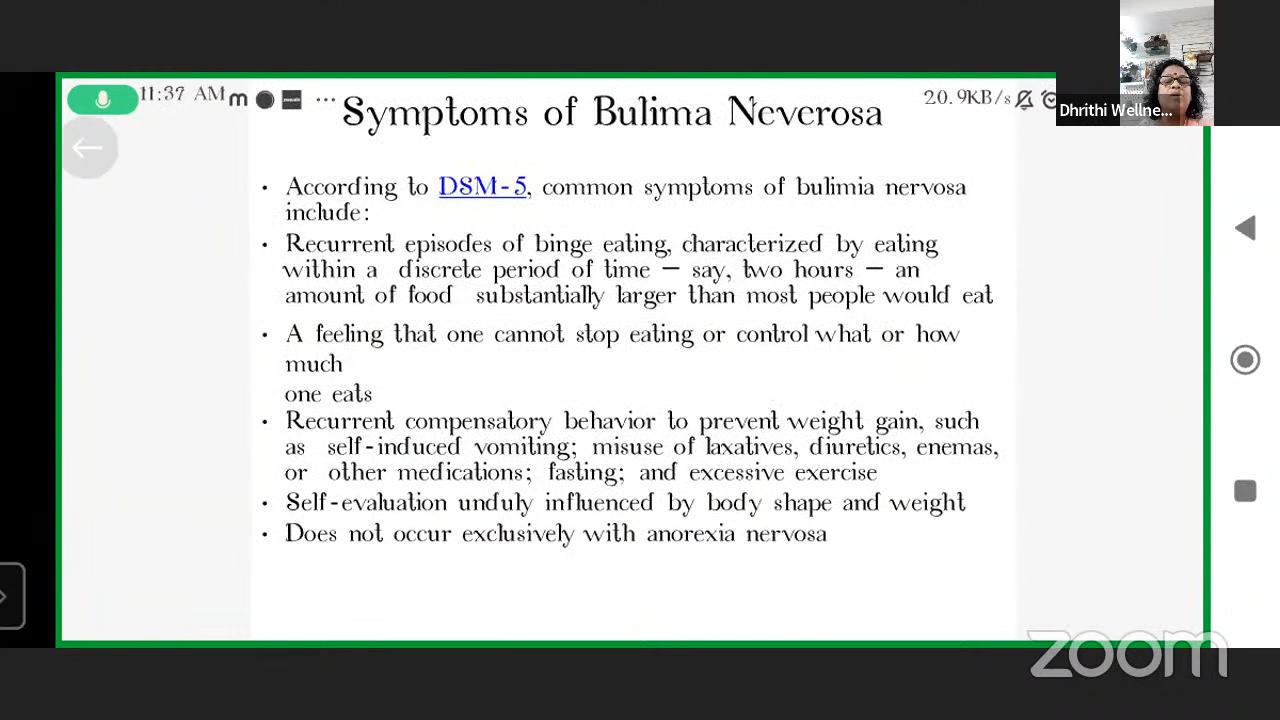 11:37 AM
20.9KB/s
Dhrithi Wellne...
Symptoms of Bulima Neverosa
• According to DSM-5, common symptoms of bulimia nervosa
include:
• Recurrent episodes of binge eating, characterized by eating
within a discrete period of time – say, two hours – an
amount of food substantially larger than most people would eat
• A feeling that one cannot stop eating or control what or how
much
one eats
• Recurrent compensatory behavior to prevent weight gain, such
as self-induced vomiting; misuse of laxatives, diuretics, enemas,
or other medications; fasting; and excessive exercise
• Self-evaluation unduly influenced by body shape and weight
• Does not occur exclusively with anorexia nervosa
zoom